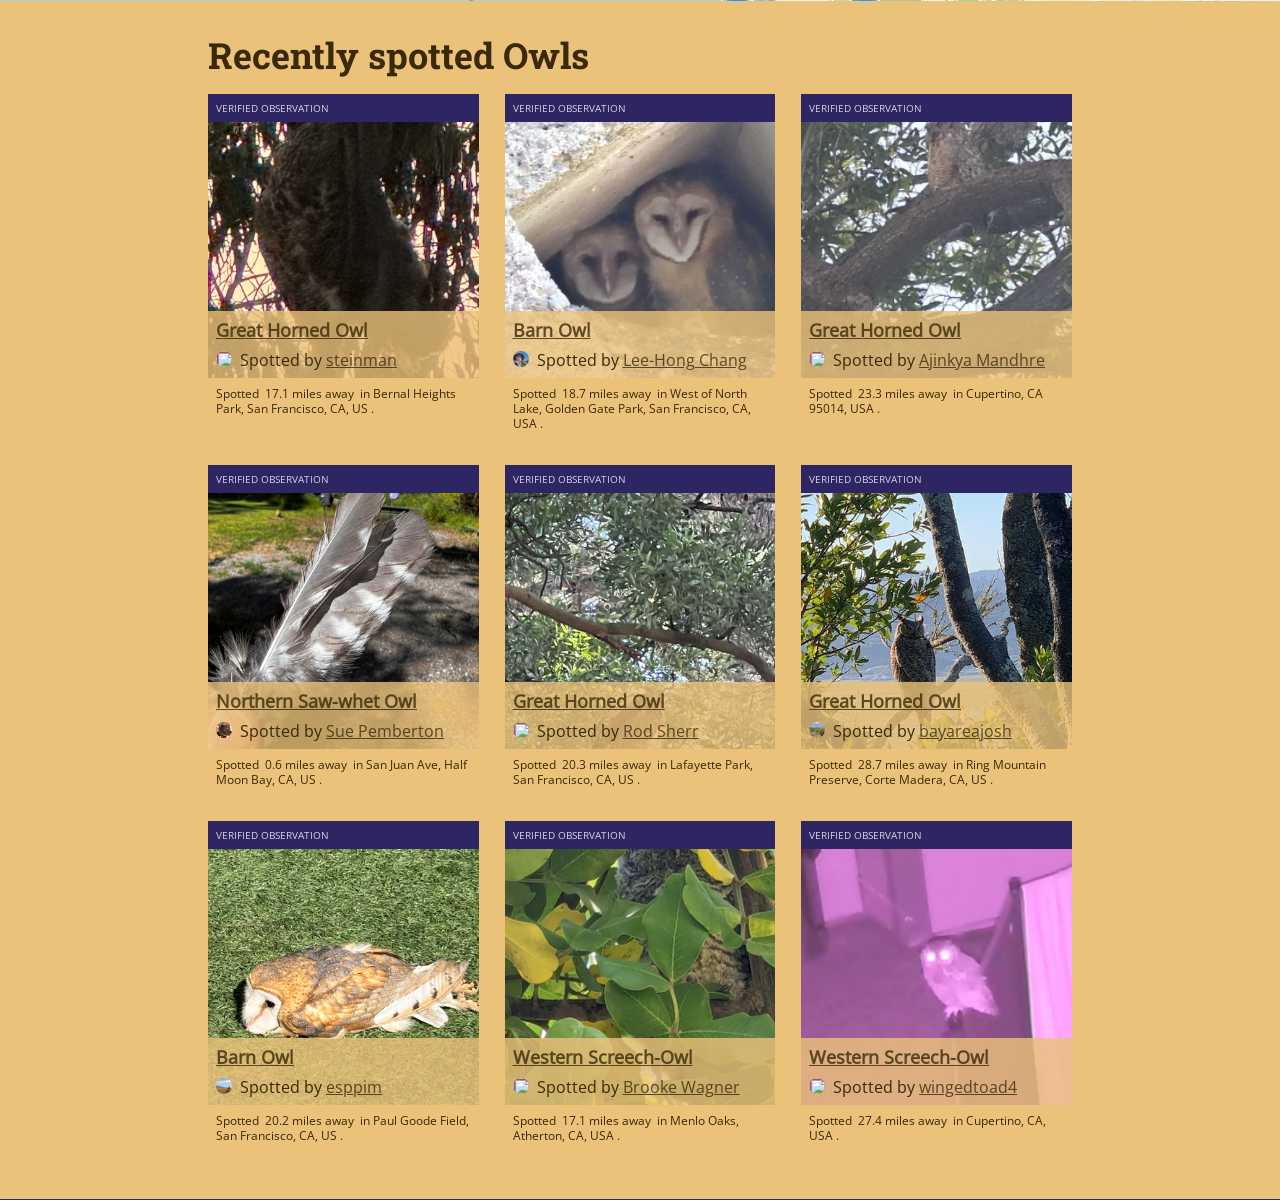 Recently spotted Owls
VERIFIED OBSERVATION
Great Horned Owl
Spotted by steinman
Spotted 17.1 miles away in Bernal Heights
Park, San Francisco, CA, US .
VERIFIED OBSERVATION
Barn Owl
Spotted by Lee-Hong Chang
Spotted 18.7 miles away in West of North
Lake, Golden Gate Park, San Francisco, CA,
USA .
VERIFIED OBSERVATION
Great Horned Owl
Spotted by Ajinkya Mandhre
Spotted 23.3 miles away in Cupertino, CA
95014, USA .
VERIFIED OBSERVATION
Northern Saw-whet Owl
Spotted by Sue Pemberton
Spotted 0.6 miles away in San Juan Ave, Half
Moon Bay, CA, US .
VERIFIED OBSERVATION
Great Horned Owl
Spotted by Rod Sherr
Spotted 20.3 miles away in Lafayette Park,
San Francisco, CA, US .
VERIFIED OBSERVATION
Great Horned Owl
Spotted by bayareajosh
Spotted 28.7 miles away in Ring Mountain
Preserve, Corte Madera, CA, US .
VERIFIED OBSERVATION
Barn Owl
Spotted by esppim
Spotted 20.2 miles away in Paul Goode Field,
San Francisco, CA, US .
VERIFIED OBSERVATION
Western Screech-Owl
Spotted by Brooke Wagner
Spotted 17.1 miles away in Menlo Oaks,
Atherton, CA, USA .
VERIFIED OBSERVATION
Western Screech-Owl
Spotted by wingedtoad4
Spotted 27.4 miles away in Cupertino, CA,
USA .